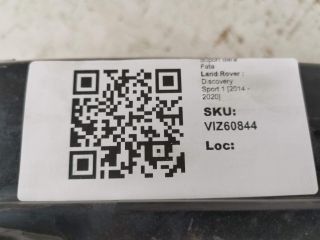 Suport Bara
Fata
Land Rover :
Discovery
Sport 1 [2014 -
2020]
SKU:
VIZ60844
Loc: